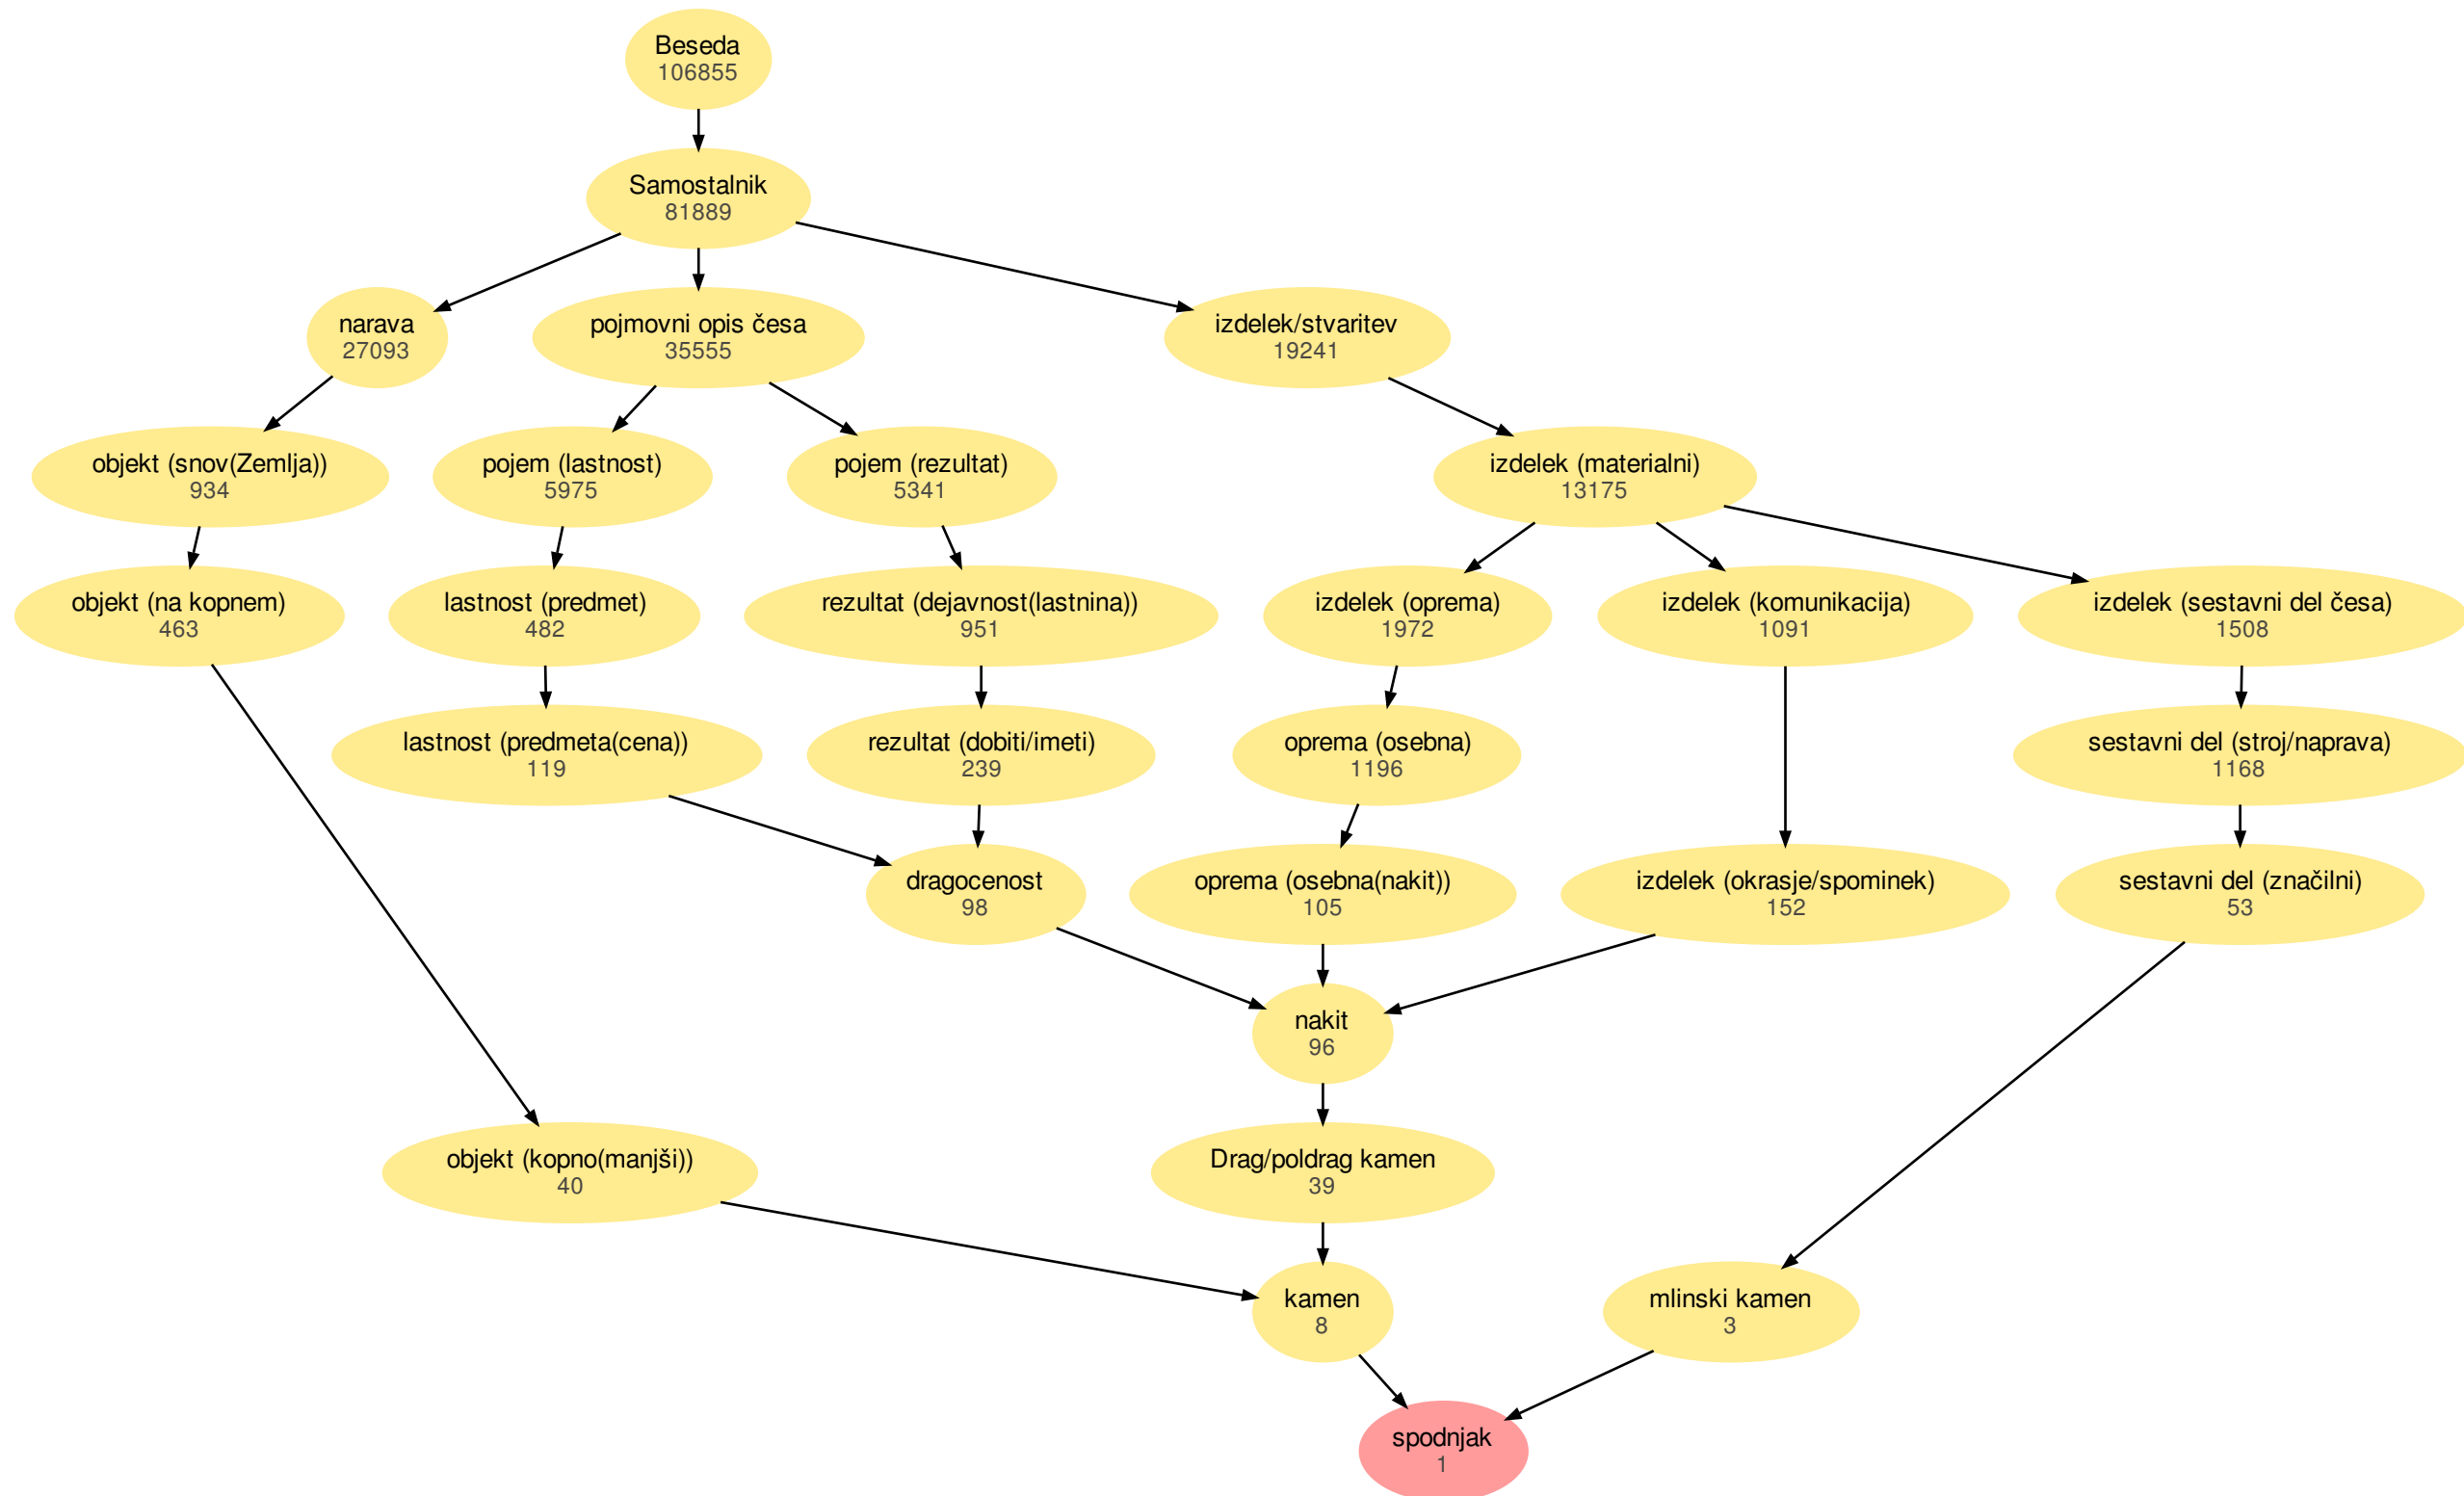 Beseda
106855
Samostalnik
81889
narava
27093
pojmovni opis česa
35555
izdelek/stvaritev
19241
objekt (snov(Zemlja))
934
pojem (lastnost)
5975
pojem (rezultat)
5341
izdelek (materialni)
13175
objekt (na kopnem)
463
lastnost (predmet)
482
rezultat (dejavnost(lastnina))
951
izdelek (oprema)
1972
izdelek (komunikacija)
1091
izdelek (sestavni del česa)
1508
lastnost (predmeta(cena))
119
rezultat (dobiti/imeti)
239
oprema (osebna)
1196
sestavni del (stroj/naprava)
1168
dragocenost
98
oprema (osebna(nakit))
105
izdelek (okrasje/spominek)
152
sestavni del (značilni)
53
nakit
96
objekt (kopno(manjši))
40
Drag/poldrag kamen
39
kamen
8
mlinski kamen
3
spodnjak
1